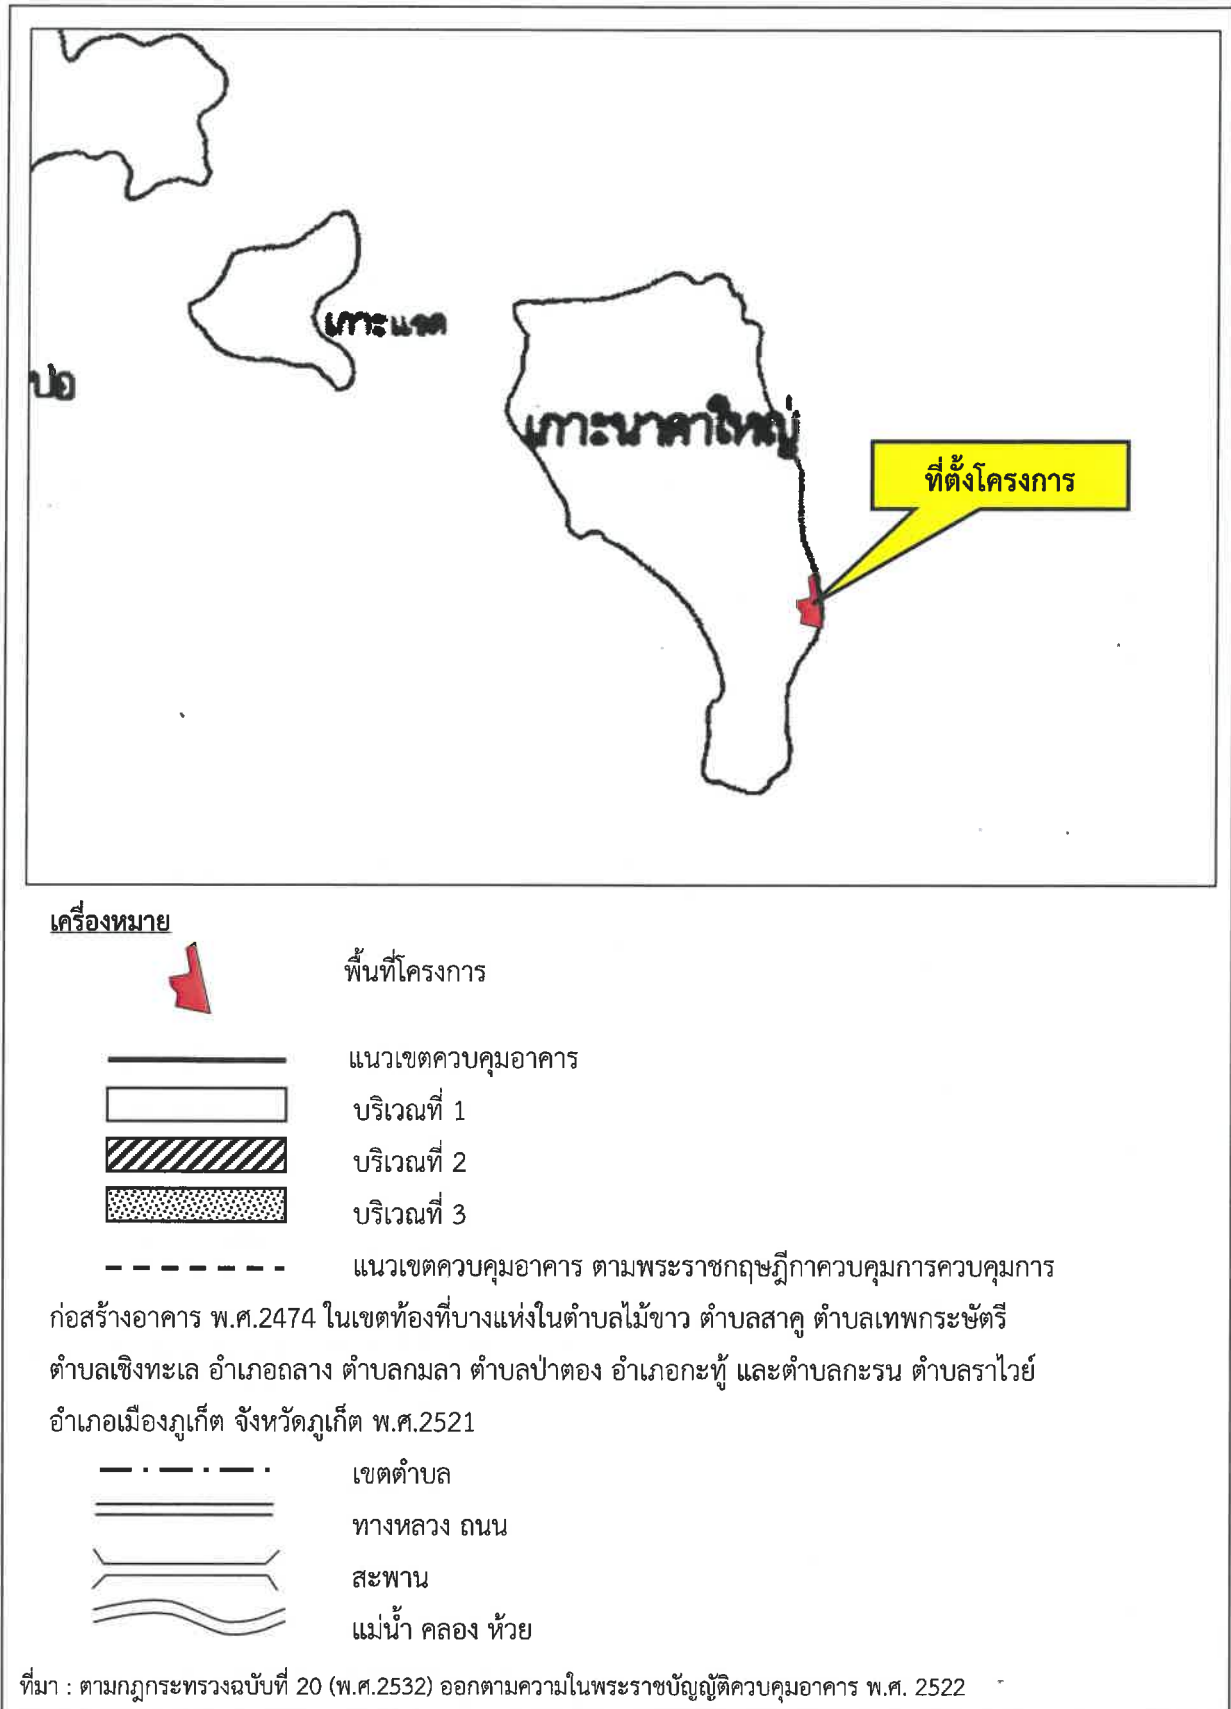 เกาะแรด
บ่อ
เกาะนาคาใหญ่
ที่ตั้งโครงการ
เครื่องหมาย
พื้นที่โครงการ
แนวเขตควบคุมอาคาร
บริเวณที่ 1
บริเวณที่ 2
บริเวณที่ 3
แนวเขตควบคุมอาคาร ตามพระราชกฤษฎีกาควบคุมการควบคุมการ
ก่อสร้างอาคาร พ.ศ.2474 ในเขตท้องที่บางแห่งในตำบลไม้ขาว ตำบลสาคู ตำบลเทพกระษัตรี
ตำบลเชิงทะเล อำเภอถลาง ตำบลกมลา ตำบลป่าตอง อำเภอกะทู้ และตำบลกะรน ตำบลราไวย์
อำเภอเมืองภูเก็ต จังหวัดภูเก็ต พ.ศ.2521
เขตตำบล
ทางหลวง ถนน
สะพาน
แม่น้ำ คลอง ห้วย
ที่มา : ตามกฎกระทรวงฉบับที่ 20 (พ.ศ.2532) ออกตามความในพระราชบัญญัติควบคุมอาคาร พ.ศ. 2522